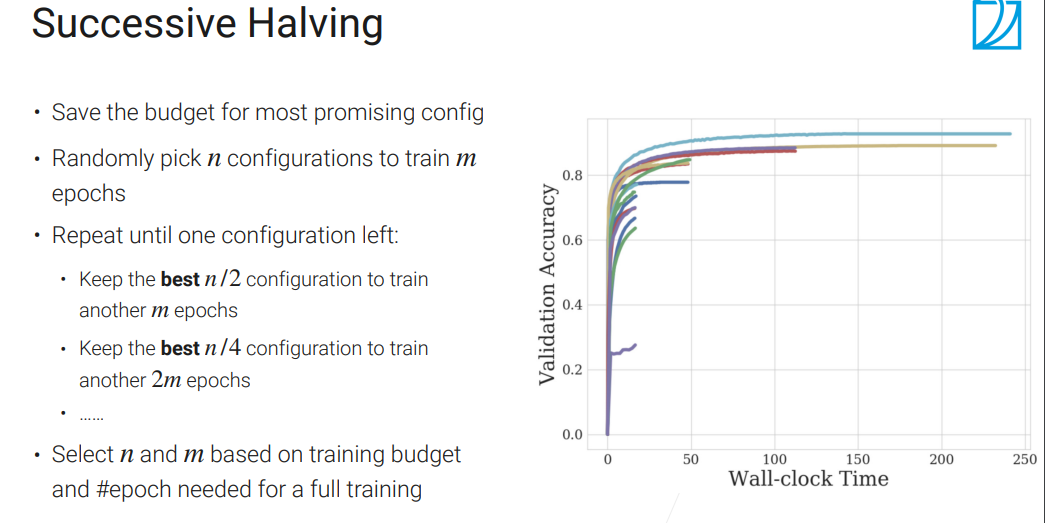 Successive Halving
• Save the budget for most promising config
• Randomly pick n configurations to train m
epochs
• Repeat until one configuration left:
• Keep the best n/2 configuration to train
another m epochs
• Keep the best n/4 configuration to train
another 2m epochs
• ......
• Select n and m based on training budget
and #epoch needed for a full training
Validation Accuracy
0.8
0.6
0.4
0.2
0.0
0 50 100 150 200 250
Wall-clock Time